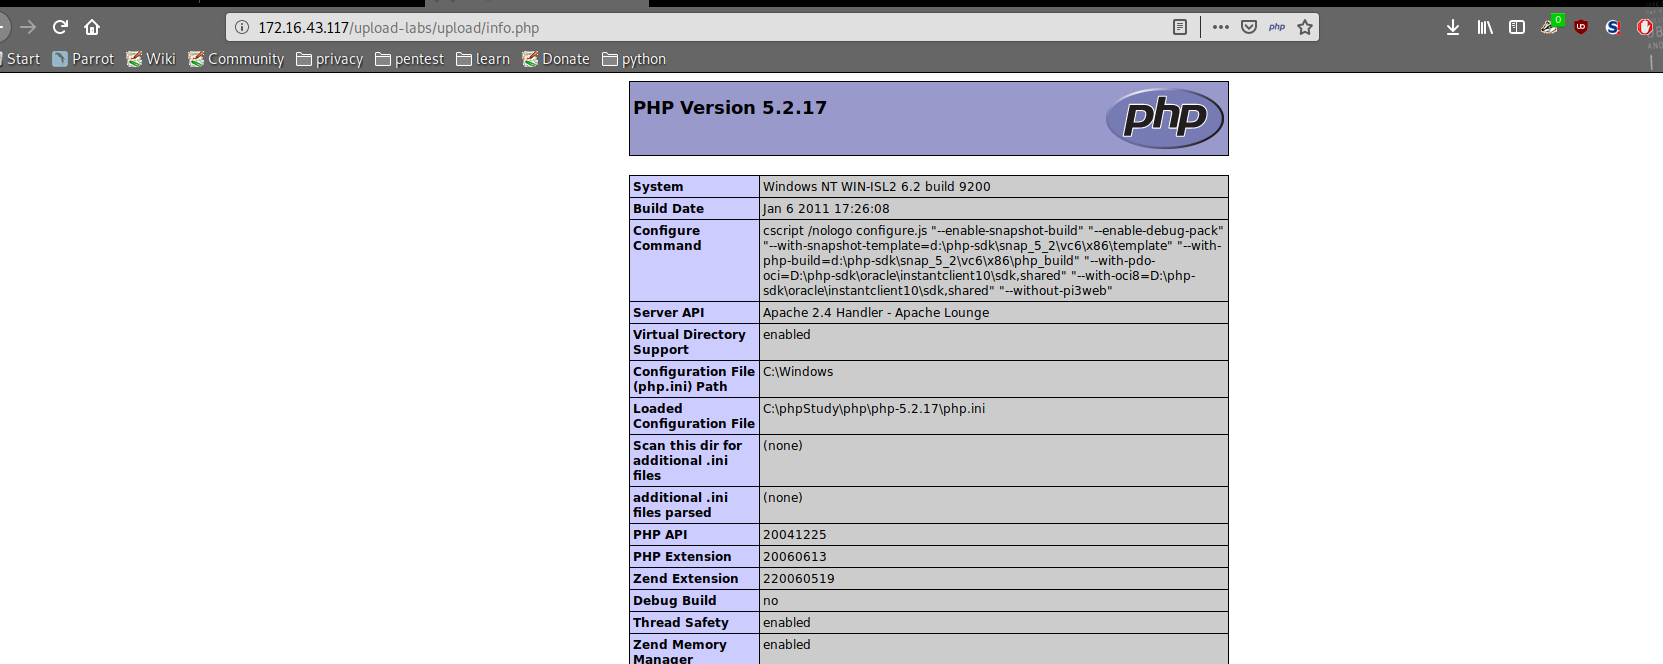 172.16.43.117/upload-labs/upload/info.php
php
0
Start Parrot Wiki Community privacy pentest learn Donate python
PHP Version 5.2.17
php
System Windows NT WIN-ISL2 6.2 build 9200
Build Date Jan 6 2011 17:26:08
Configure Command cscript /nologo configure.js "--enable-snapshot-build" "--enable-debug-pack"
"--with-snapshot-template=d:\php-sdk\snap_5_2\vc6\x86\template" "--with-
php-build=d:\php-sdk\snap_5_2\vc6\x86\php_build" "--with-pdo-
oci=D:\php-sdk\oracle\instantclient10\sdk,shared" "--with-oci8=D:\php-
sdk\oracle\instantclient10\sdk,shared" "--without-pi3web"
Server API Apache 2.4 Handler - Apache Lounge
Virtual Directory
Support enabled
Configuration File
(php.ini) Path C:\Windows
Loaded
Configuration File C:\phpStudy\php\php-5.2.17\php.ini
Scan this dir for
additional .ini
files (none)
additional .ini
files parsed (none)
PHP API 20041225
PHP Extension 20060613
Zend Extension 220060519
Debug Build no
Thread Safety enabled
Zend Memory
Manager enabled